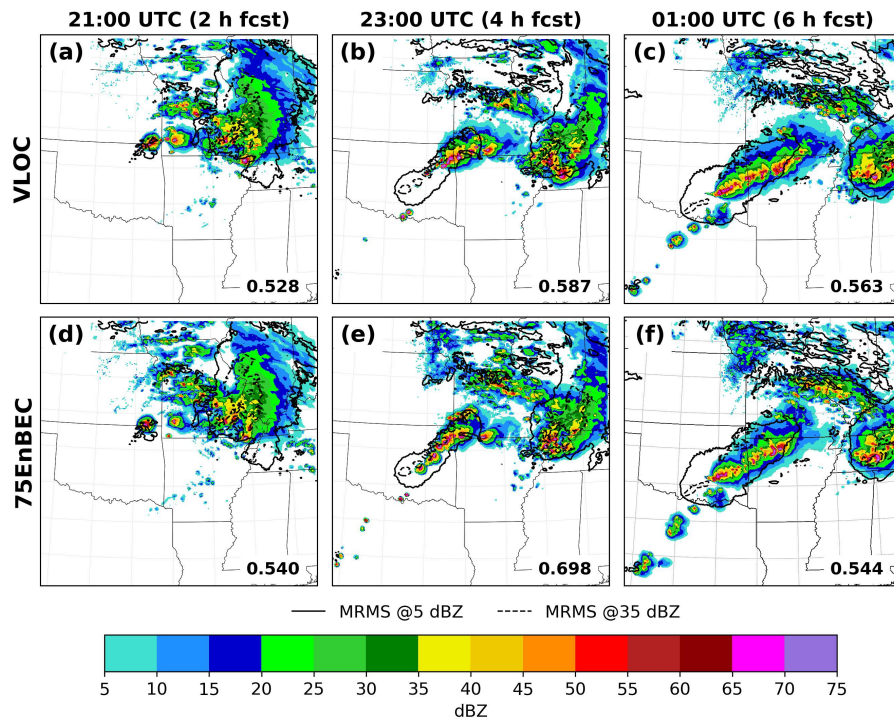 21:00 UTC (2 h fcst) 23:00 UTC (4 h fcst) 01:00 UTC (6 h fcst)
VLOC
(a) (b) (c)
0.528 0.587 0.563
75EnBEC
(d) (e) (f)
0.540 0.698 0.544
MRMS @5 dBZ MRMS @35 dBZ
5 10 15 20 25 30 35 40 45 50 55 60 65 70 75
dBZ